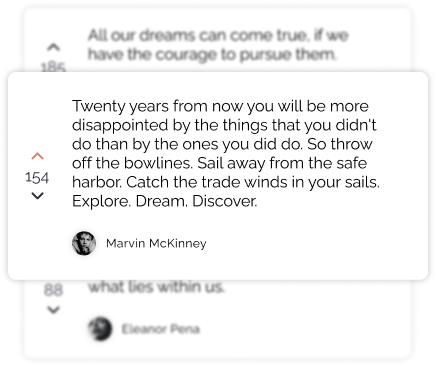 All our dreams can come true, if we
have the courage to pursue them.
185
Twenty years from now you will be more
disappointed by the things that you didn't
do than by the ones you did do. So throw
off the bowlines. Sail away from the safe
harbor. Catch the trade winds in your sails.
Explore. Dream. Discover.
154
Marvin McKinney
88
what lies within us.
Eleanor Pena